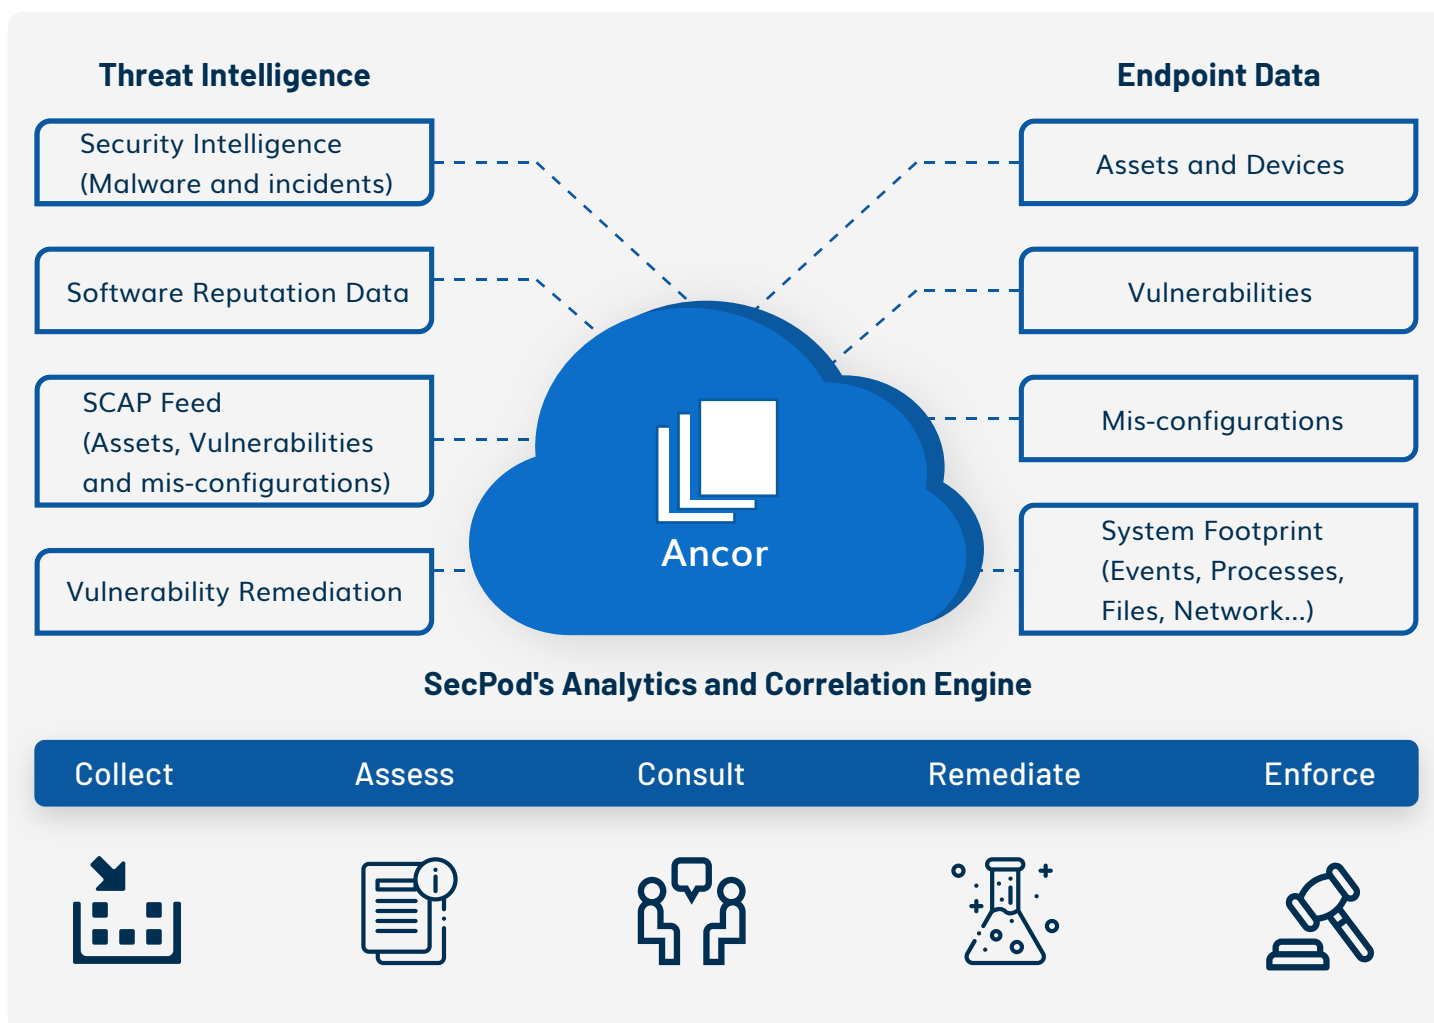 Threat Intelligence
Security Intelligence
(Malware and incidents)
Software Reputation Data
SCAP Feed
(Assets, Vulnerabilities
and mis-configurations)
Vulnerability Remediation
Endpoint Data
Assets and Devices
Vulnerabilities
Mis-configurations
System Footprint
(Events, Processes,
Files, Network...)
Ancor
SecPod's Analytics and Correlation Engine
Collect
Assess
Consult
Remediate
Enforce